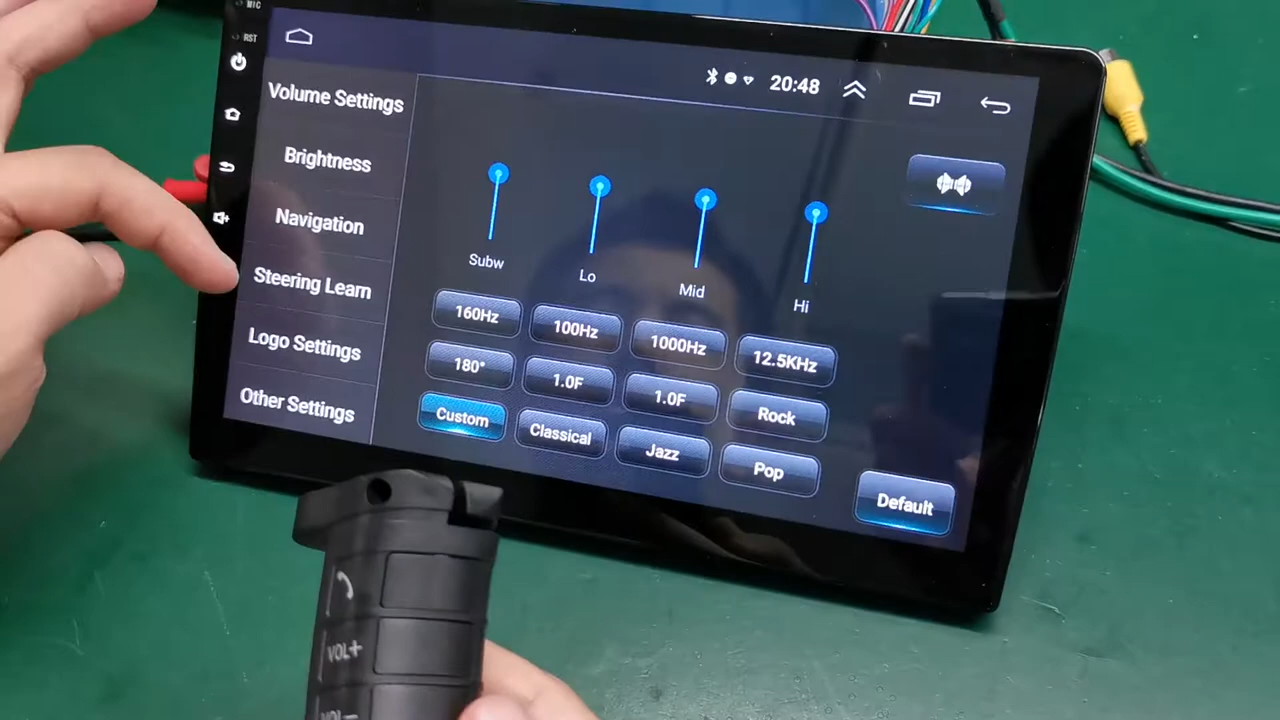 MIC
RST
20:48
Volume Settings
Brightness
Navigation
Steering Learn
Logo Settings
Other Settings
Subw
Lo
Mid
Hi
160Hz
100Hz
1000Hz
12.5KHz
180°
1.0F
1.0F
Rock
Custom
Classical
Jazz
Pop
Default
VOL+
VOL-